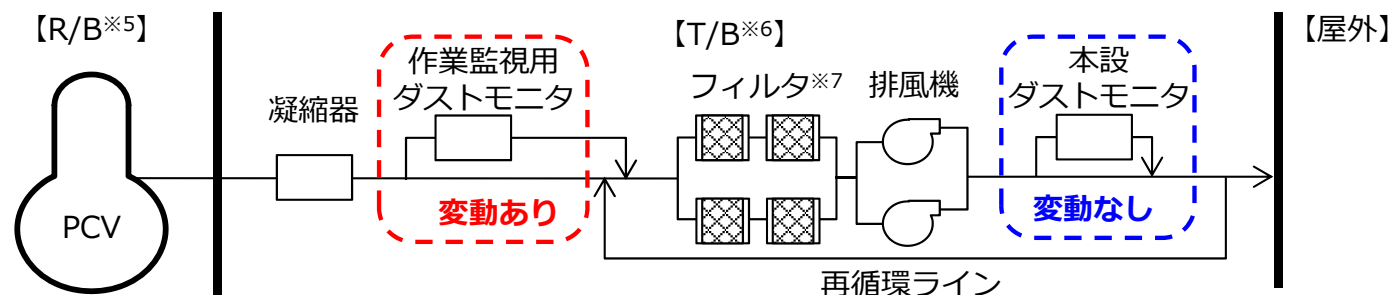 【R/B※5】
【T/B※6】
【屋外】
作業監視用
ダストモニタ
本設
ダストモニタ
凝縮器
フィルタ※7
排風機
PCV
変動あり
変動なし
再循環ライン